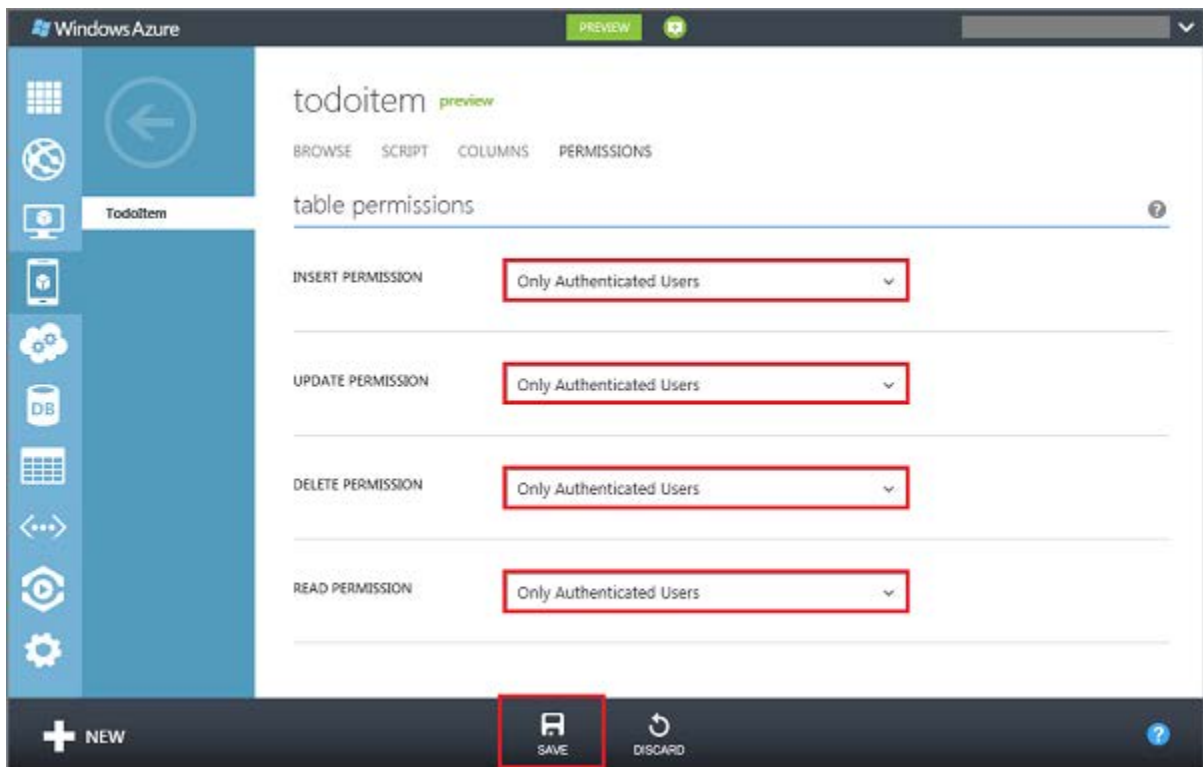 Windows Azure
PREVIEW
todoitem preview
BROWSE SCRIPT COLUMNS PERMISSIONS
TodoItem
table permissions
?
INSERT PERMISSION Only Authenticated Users
UPDATE PERMISSION Only Authenticated Users
DB
DELETE PERMISSION Only Authenticated Users
READ PERMISSION Only Authenticated Users
NEW
SAVE
DISCARD
?